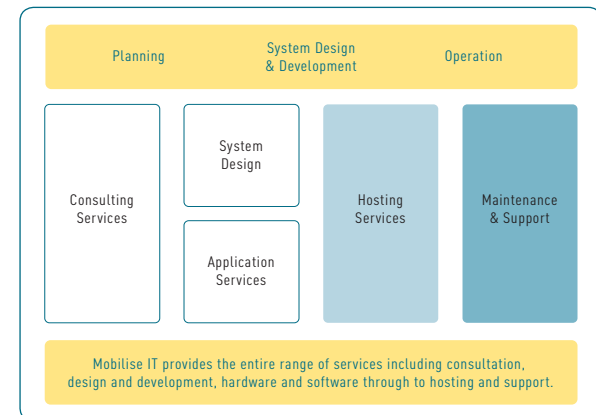 Planning
System Design
& Development
Operation
Consulting
Services
System
Design
Application
Services
Hosting
Services
Maintenance
& Support
Mobilise IT provides the entire range of services including consultation,
design and development, hardware and software through to hosting and support.